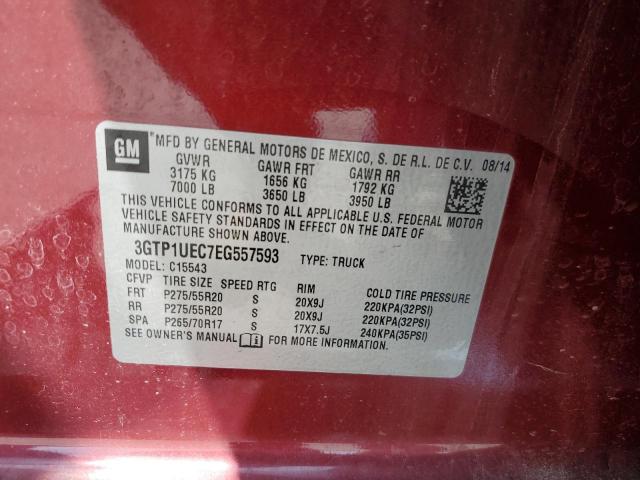 GM
*MFD BY GENERAL MOTORS DE MEXICO, S. DE R.L. DE C.V. 08/14
GVWR GAWR FRT GAWR RR
3175 KG 1656 KG 1792 KG
7000 LB 3650 LB 3950 LB
THIS VEHICLE CONFORMS TO ALL APPLICABLE U.S. FEDERAL MOTOR
VEHICLE SAFETY STANDARDS IN EFFECT ON THE DATE OF
MANUFACTURE SHOWN ABOVE.
3GTP1UEC7EG557593 TYPE: TRUCK
MODEL: C15543
CFVP TIRE SIZE SPEED RTG RIM COLD TIRE PRESSURE
FRT P275/55R20 S 20X9J 220KPA(32PSI)
RR P275/55R20 S 20X9J 220KPA(32PSI)
SPA P265/70R17 S 17X7.5J 240KPA(35PSI)
SEE OWNER'S MANUAL FOR MORE INFORMATION.